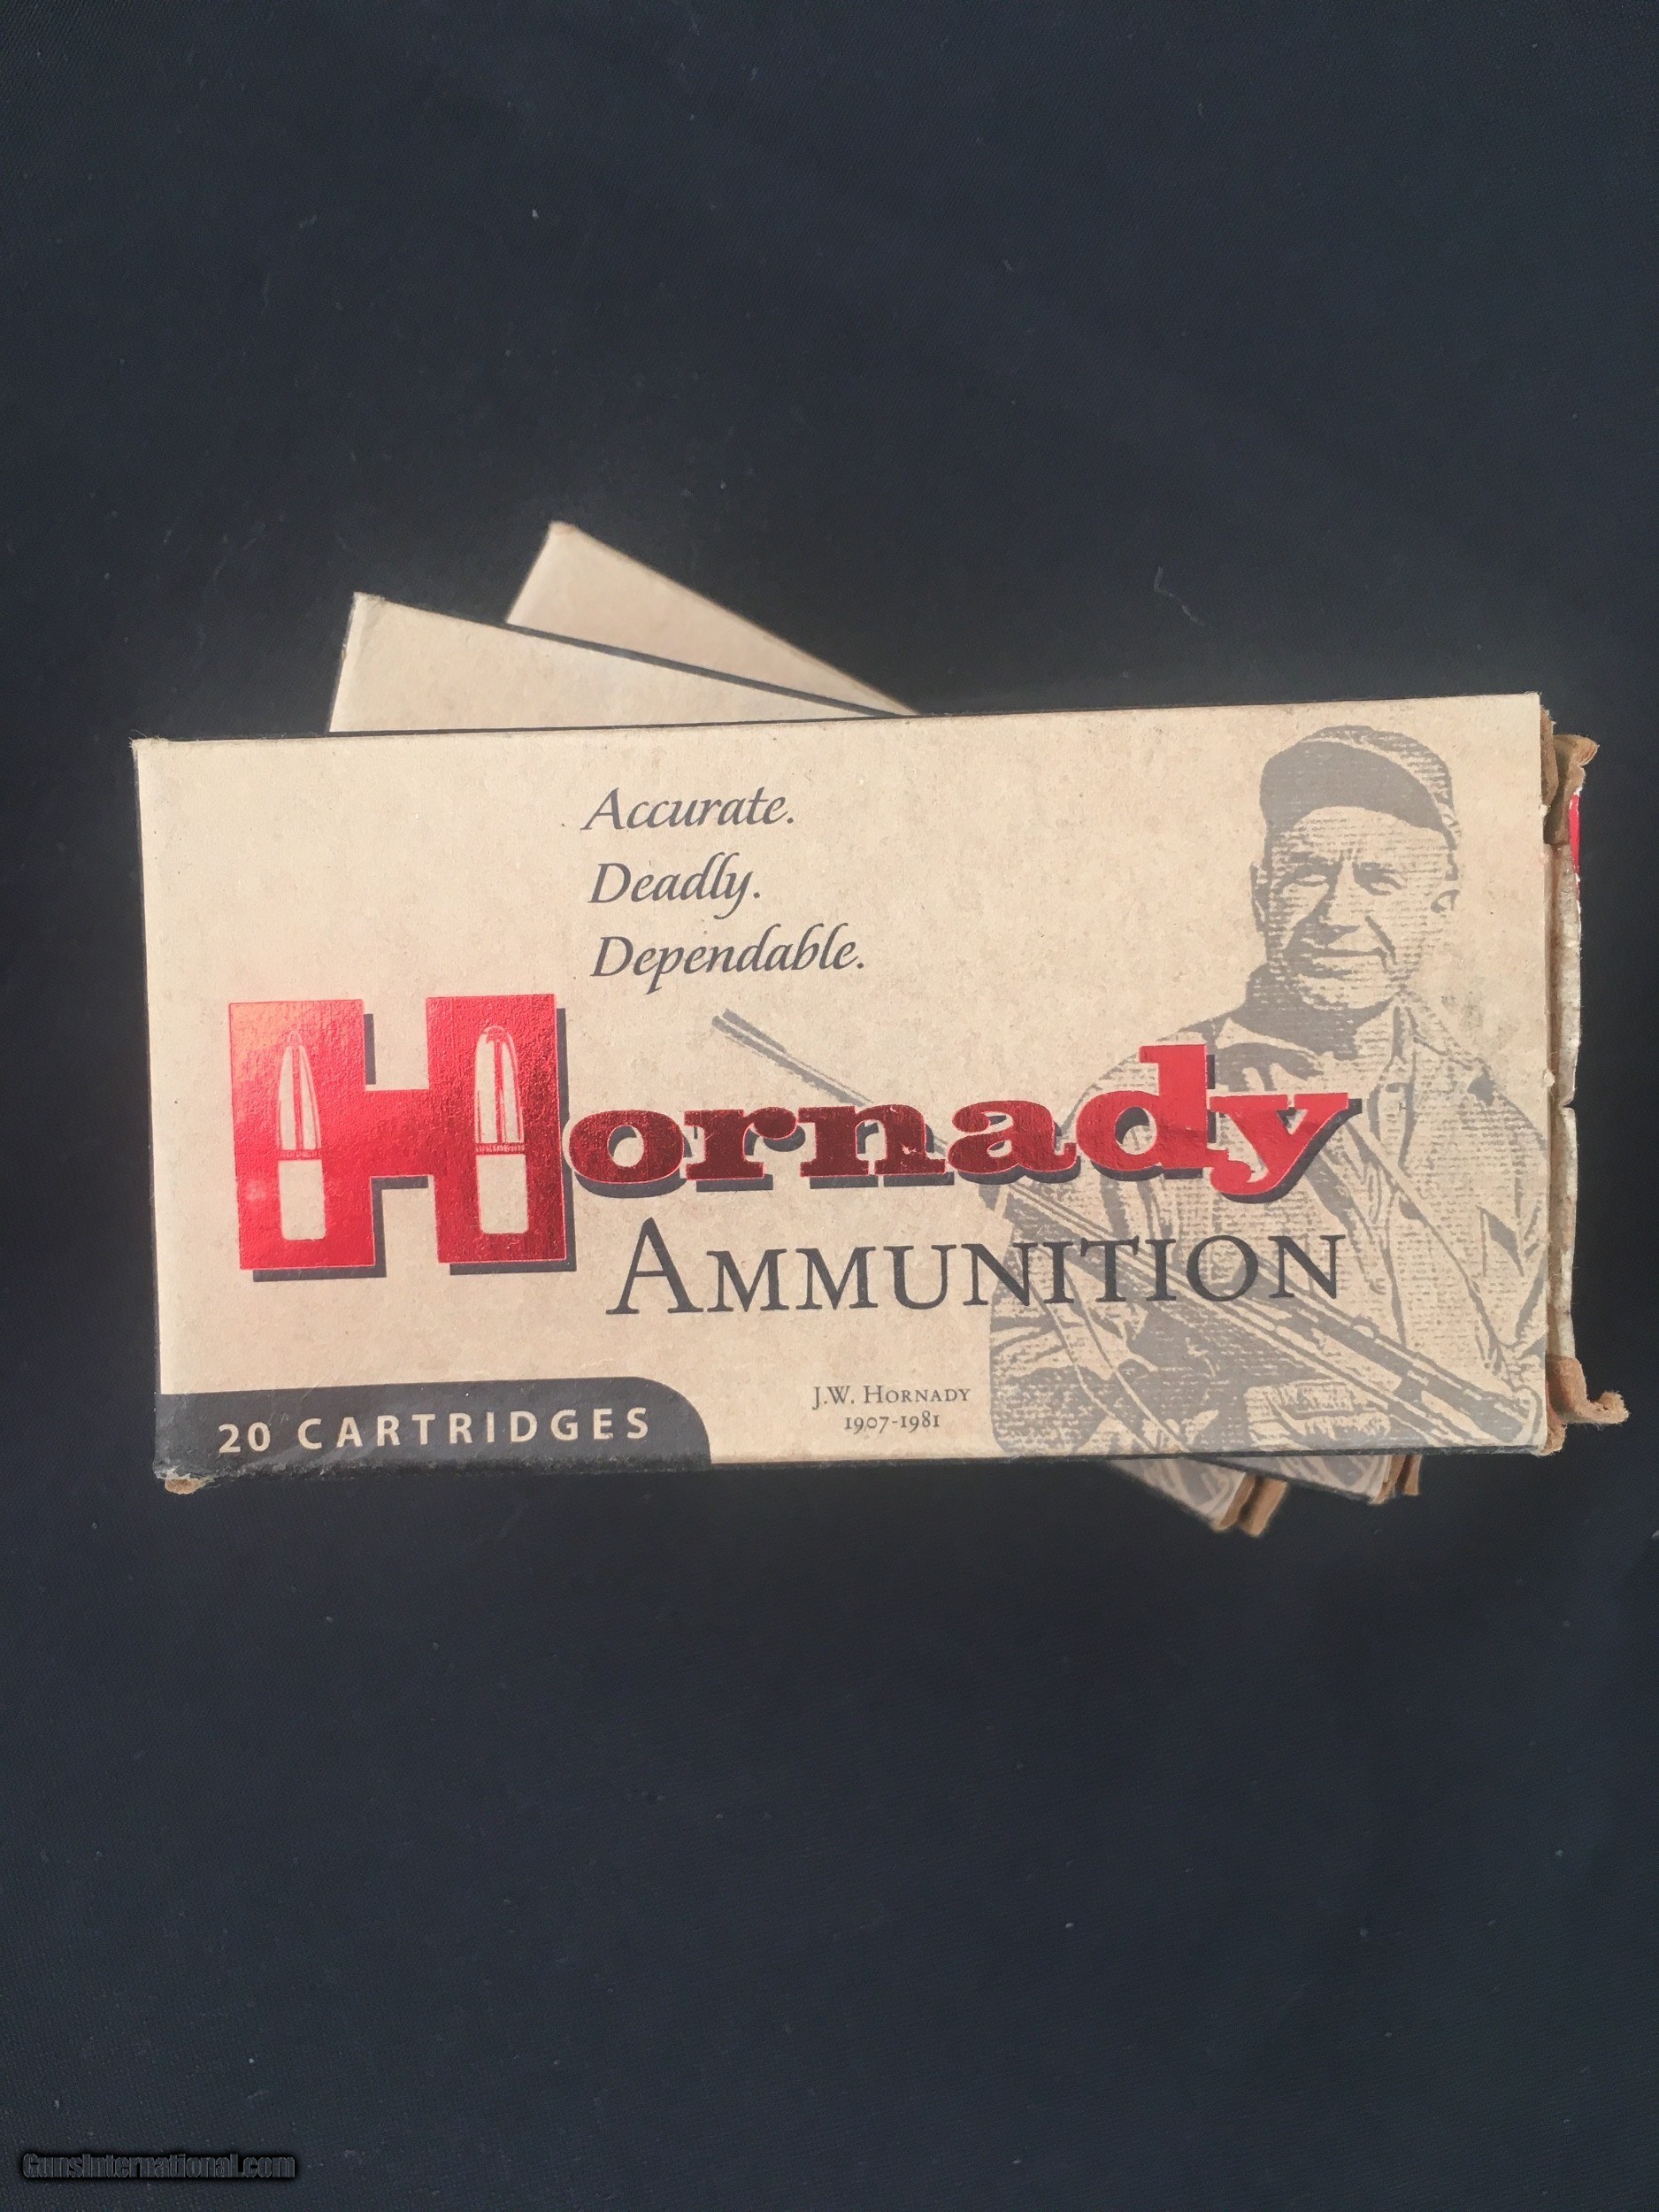 Accurate.
Deadly.
Dependable.
Hornady
AMMUNITION
J.W. HORNADY
1907-1981
20 CARTRIDGES
GunsInternational.com